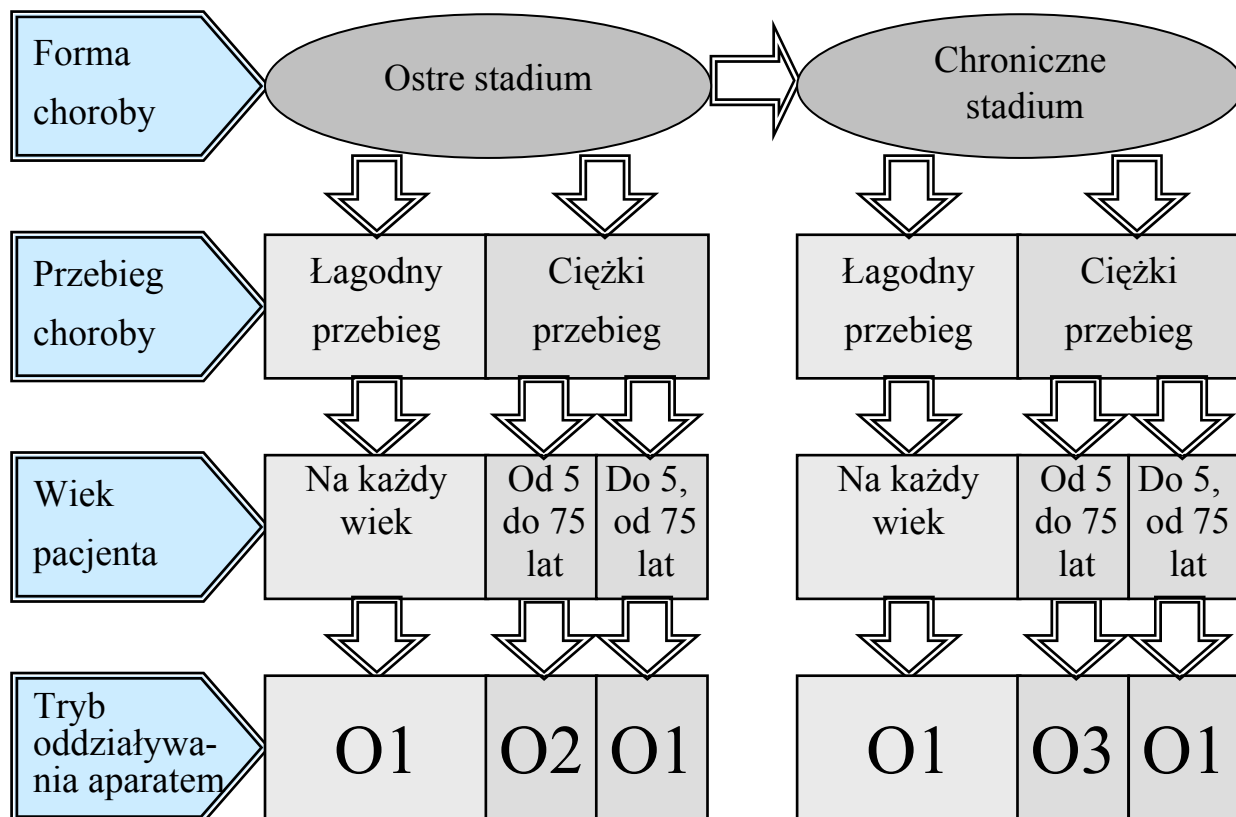 Forma
choroby
Ostre stadium
Chroniczne
stadium
Przebieg
choroby
Łagodny
przebieg
Ciężki
przebieg
Łagodny
przebieg
Ciężki
przebieg
Wiek
pacjenta
Na każdy
wiek
Od 5
do 75
lat
Do 5,
od 75
lat
Na każdy
wiek
Od 5
do 75
lat
Do 5,
od 75
lat
Tryb
oddziaływa-
nia aparatem
O1
O2
O1
O1
O3
O1